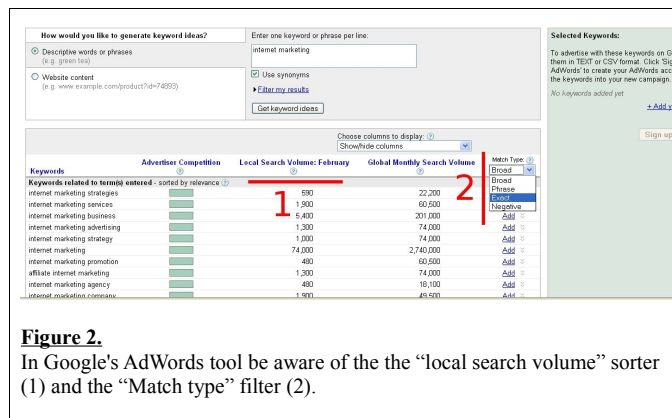 How would you like to generate keyword ideas?
Enter one keyword or phrase per line:
Selected Keywords:
Descriptive words or phrases
(e.g. green tea)
internet marketing
To advertise with these keywords on G
them in TEXT or CSV format. Click 'Sig
AdWords' to create your AdWords acc
the keywords into your new campaign.
Website content
(e.g. www.example.com/product?id=74893)
Use synonyms
Filter my results
No keywords added yet
Get keyword ideas
+ Add y
Sign up
Choose columns to display: ?
Show/hide columns
Keywords
Advertiser Competition
?
Local Search Volume: February
?
Global Monthly Search Volume
?
Match Type: ?
Broad
Broad
Phrase
Exact
Negative
1
2
Keywords related to term(s) entered - sorted by relevance ?
internet marketing strategies 590 22,200
internet marketing services 1,900 60,500
internet marketing business 5,400 201,000 Add
internet marketing advertising 1,300 74,000 Add
internet marketing strategy 1,000 74,000 Add
internet marketing 74,000 2,740,000 Add
internet marketing promotion 480 60,500 Add
affiliate internet marketing 1,300 74,000 Add
internet marketing agency 480 18,100 Add
internet marketing company 1,900 49,500 Add
Figure 2.
In Google's AdWords tool be aware of the the “local search volume” sorter
(1) and the “Match type” filter (2).